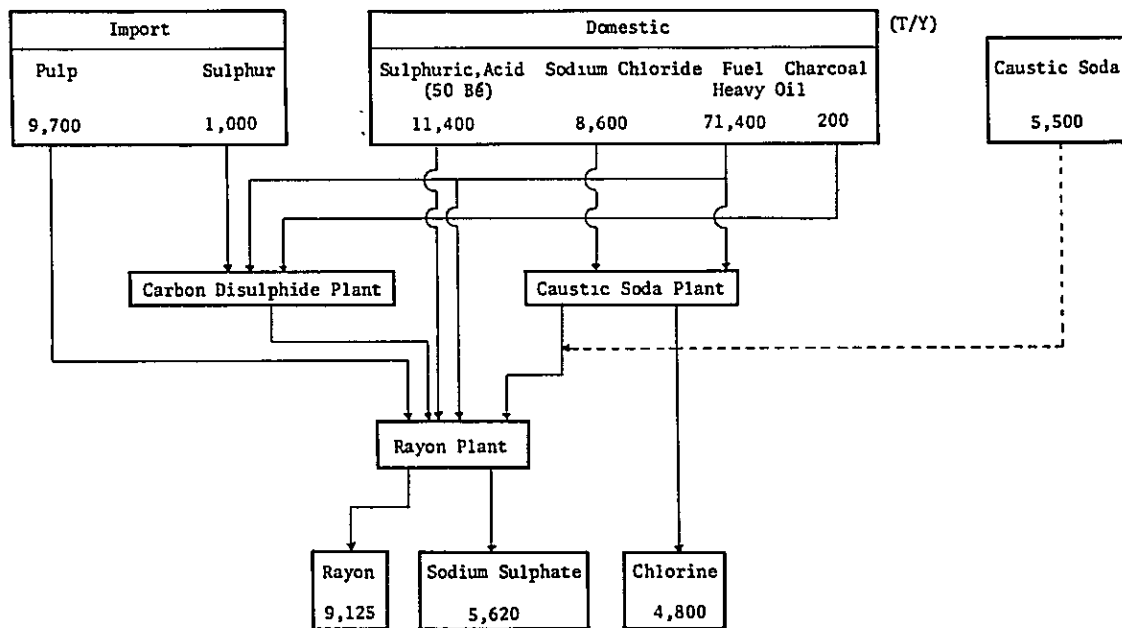 Import
Pulp Sulphur
9,700 1,000
Domestic
(T/Y)
Sulphuric,Acid Sodium Chloride Fuel Charcoal
(50 Bé) Heavy Oil
11,400 8,600 71,400 200
Caustic Soda
5,500
Carbon Disulphide Plant
Caustic Soda Plant
Rayon Plant
Rayon
9,125
Sodium Sulphate
5,620
Chlorine
4,800